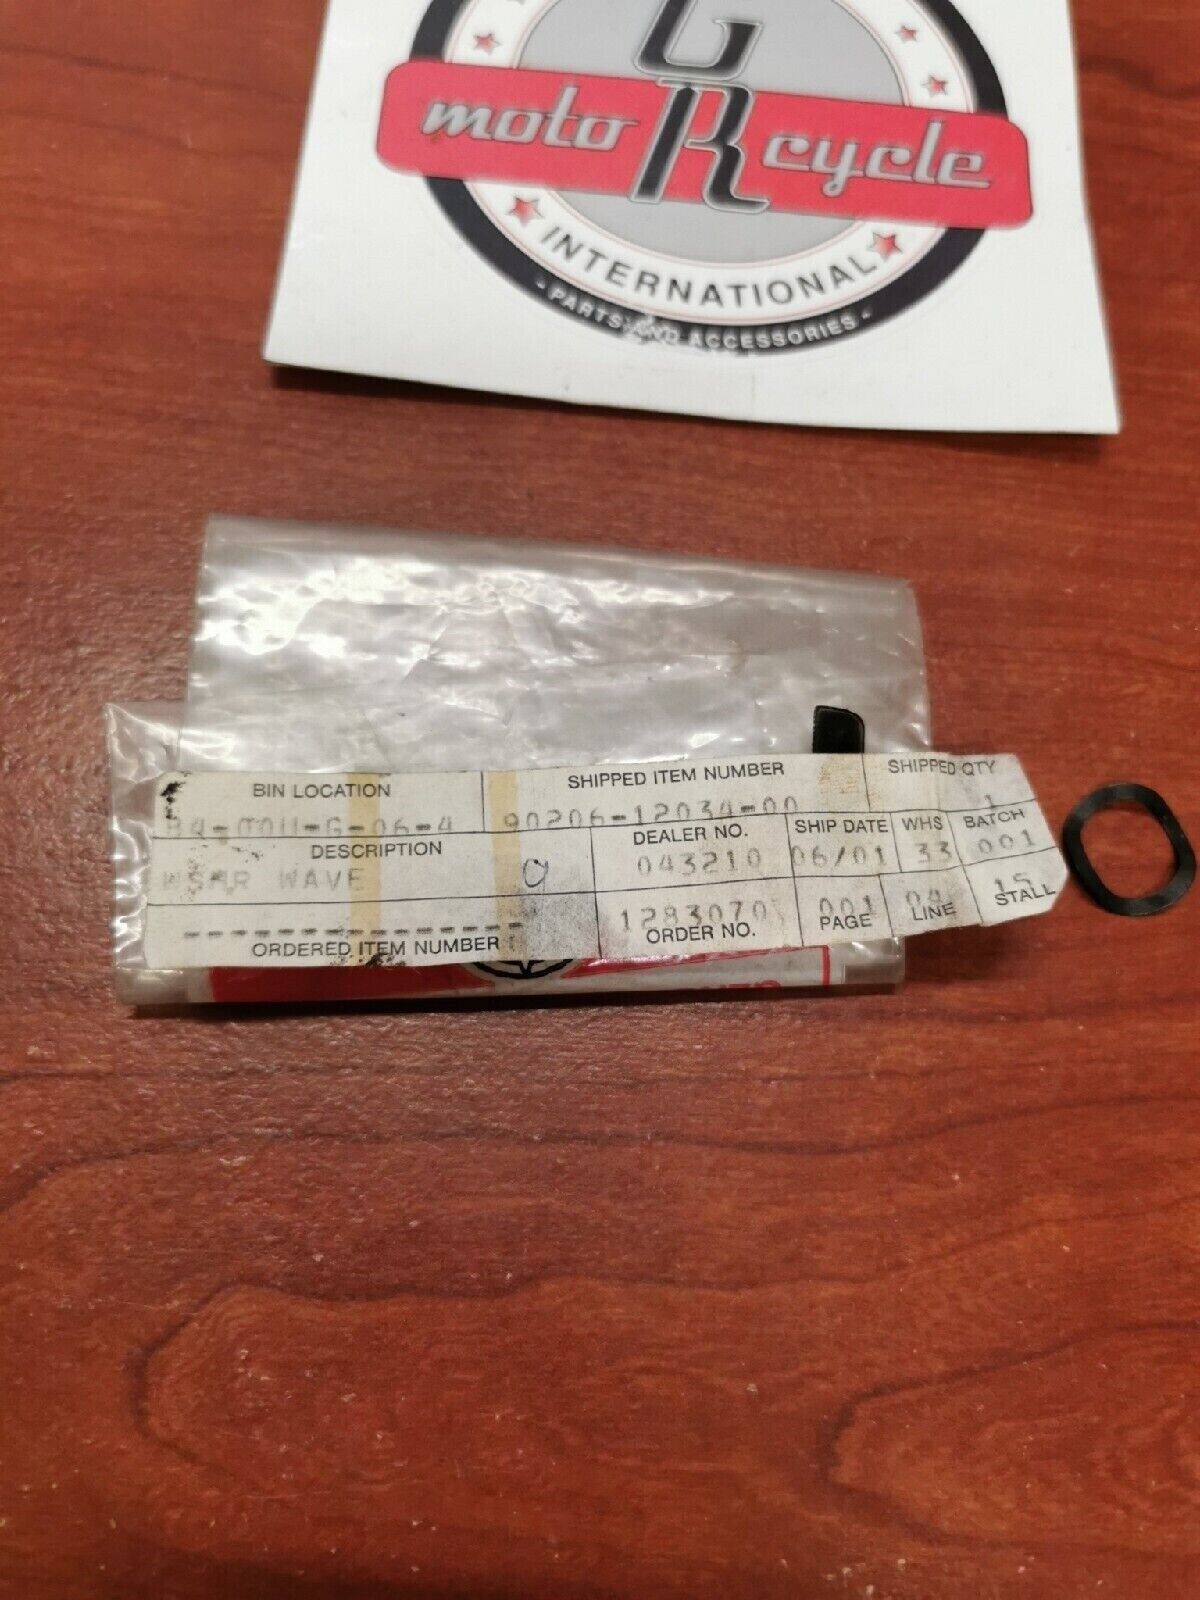 G
moto R cycle
INTERNATIONAL
- PARTS AND ACCESSORIES -
BIN LOCATION
SHIPPED ITEM NUMBER
SHIPPED QTY
90206-12034-00
1
DESCRIPTION
DEALER NO.
SHIP DATE
WHS
BATCH
WSHR WAVE
043210
06/01
33
001
1283070
001
04
15
ORDERED ITEM NUMBER
ORDER NO.
PAGE
LINE
STALL